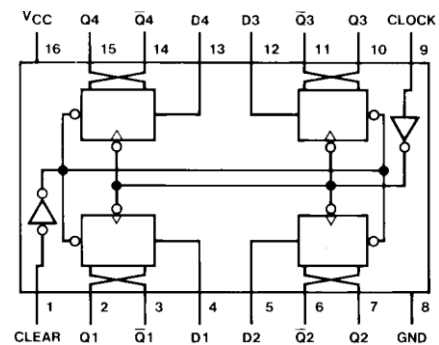 VCC Q4 Q̅4 D4 D3 Q̅3 Q3 CLOCK
16 15 14 13 12 11 10 9
1 2 3 4 5 6 7 8
CLEAR Q1 Q̅1 D1 D2 Q̅2 Q2 GND